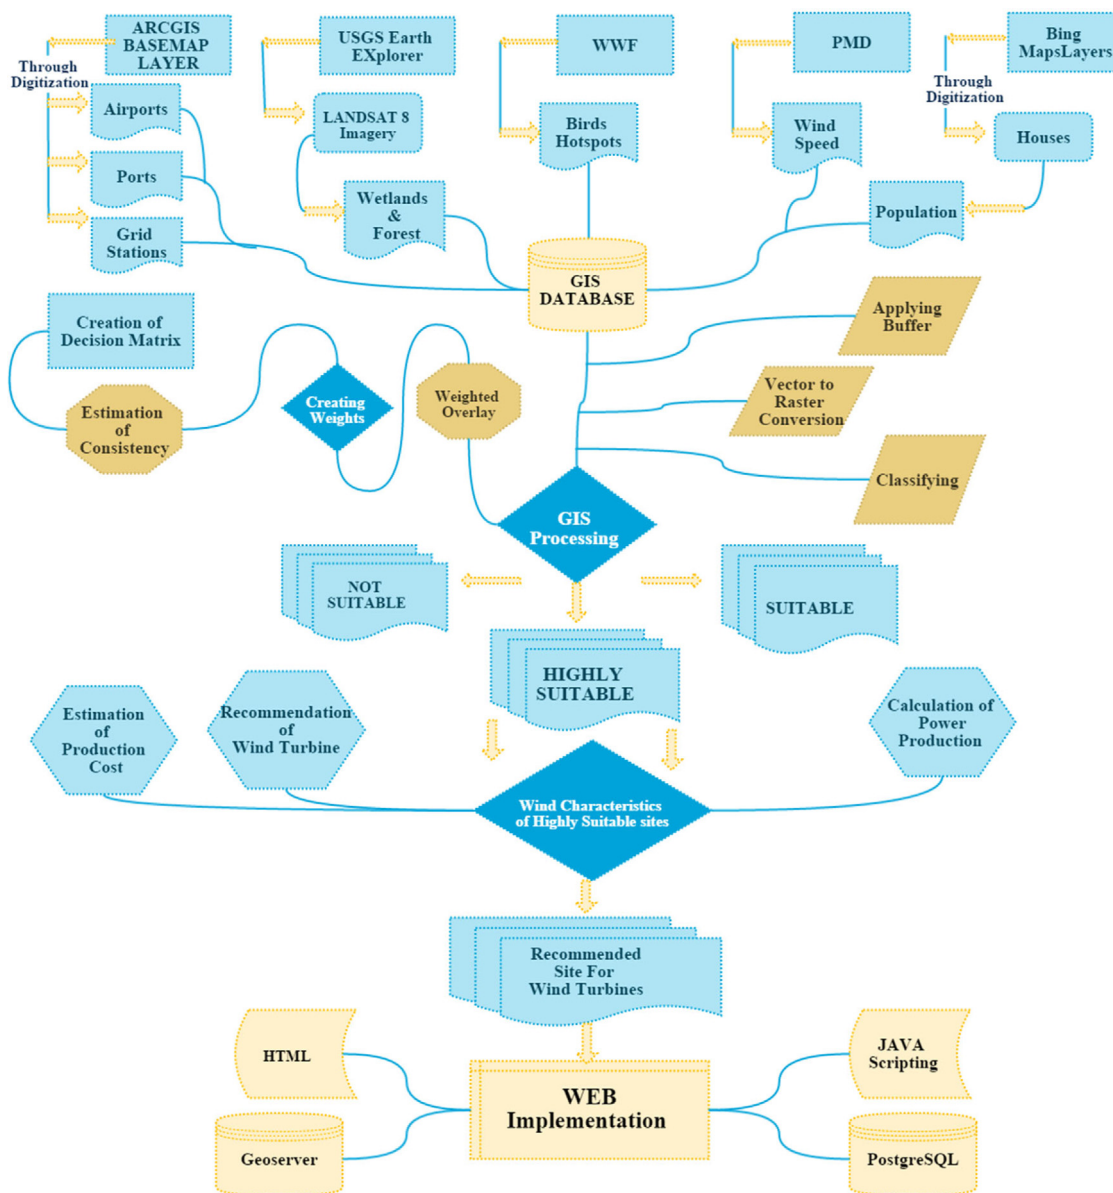 ARCGIS
BASEMAP
LAYER
USGS Earth
EXplorer
WWF
PMD
Bing
MapsLayers
Through
Digitization
Through
Digitization
Airports
LANDSAT 8
Imagery
Birds
Hotspots
Wind
Speed
Houses
Ports
Wetlands
&
Forest
Population
Grid
Stations
GIS
DATABASE
Creation of
Decision Matrix
Applying
Buffer
Estimation
of
Consistency
Creating
Weights
Weighted
Overlay
Vector to
Raster
Conversion
Classifying
GIS
Processing
NOT
SUITABLE
SUITABLE
HIGHLY
SUITABLE
Estimation
of
Production
Cost
Recommendation
of
Wind Turbine
Calculation of
Power
Production
Wind Characteristics
of Highly Suitable sites
Recommended
Site For
Wind Turbines
HTML
JAVA
Scripting
WEB
Implementation
Geoserver
PostgreSQL